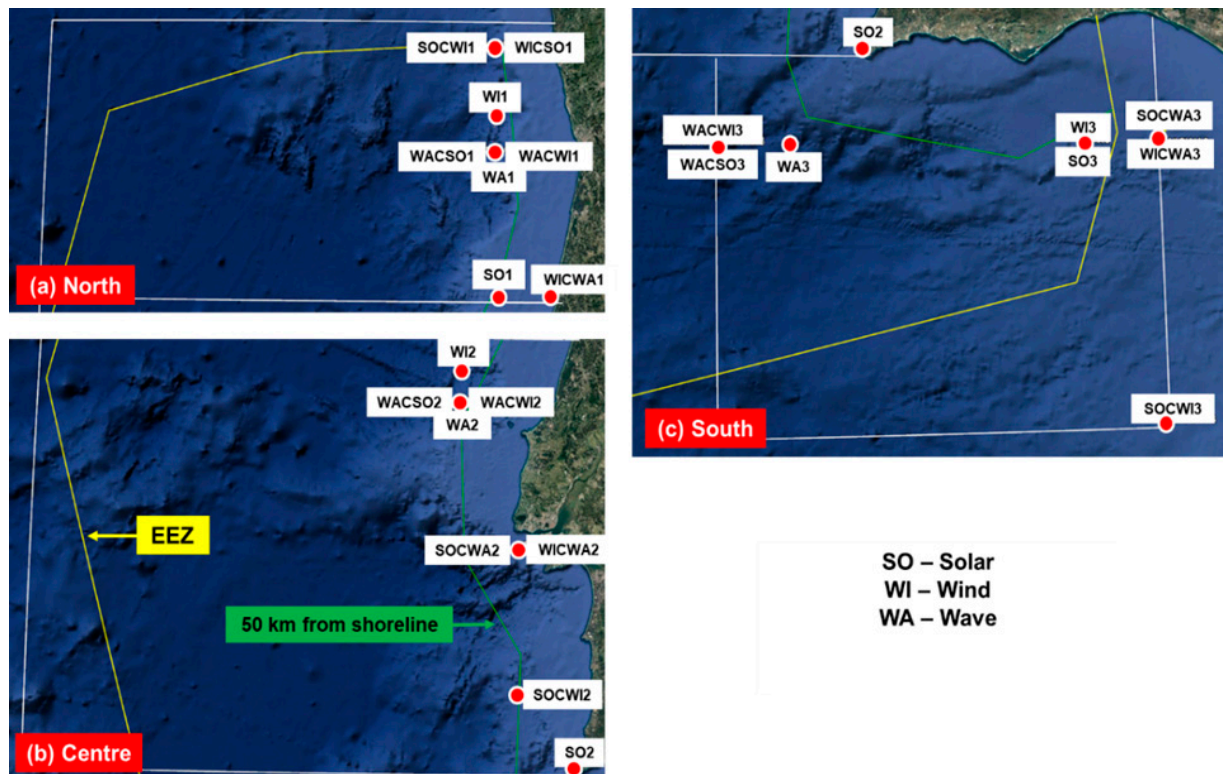 SOCWI1
WICSO1
WI1
WACSO1
WACWI1
WA1
SO1
WICWA1
(a) North
WI2
WACSO2
WACWI2
WA2
EEZ
SOCWA2
WICWA2
50 km from shoreline
SOCWI2
SO2
(b) Centre
SO2
WACWI3
WACSO3
WA3
WI3
SO3
SOCWA3
WICWA3
SOCWI3
(c) South
SO – Solar
WI – Wind
WA – Wave